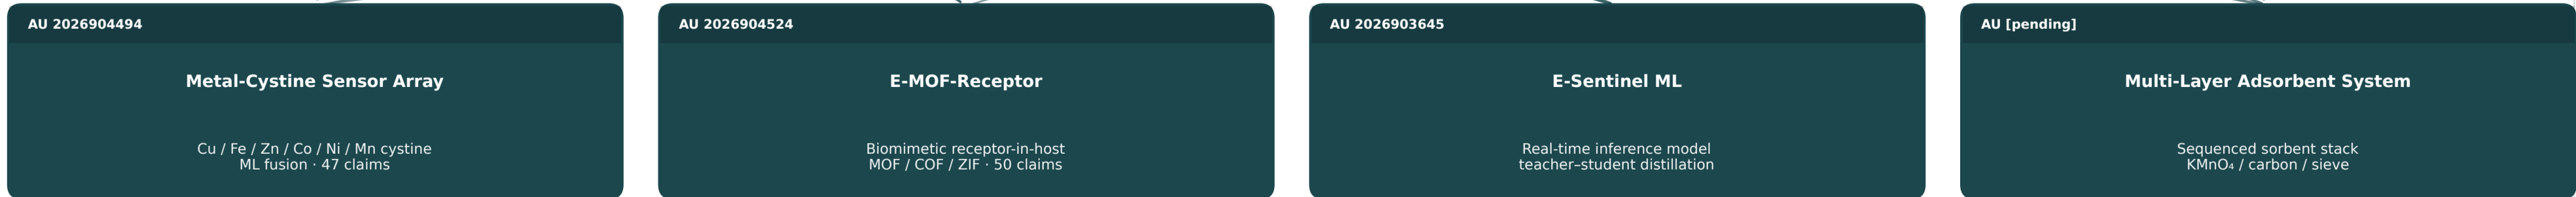 AU 2026904494
Metal-Cystine Sensor Array
Cu / Fe / Zn / Co / Ni / Mn cystine
ML fusion · 47 claims
AU 2026904524
E-MOF-Receptor
Biomimetic receptor-in-host
MOF / COF / ZIF · 50 claims
AU 2026903645
E-Sentinel ML
Real-time inference model
teacher–student distillation
AU [pending]
Multi-Layer Adsorbent System
Sequenced sorbent stack
KMnO₄ / carbon / sieve